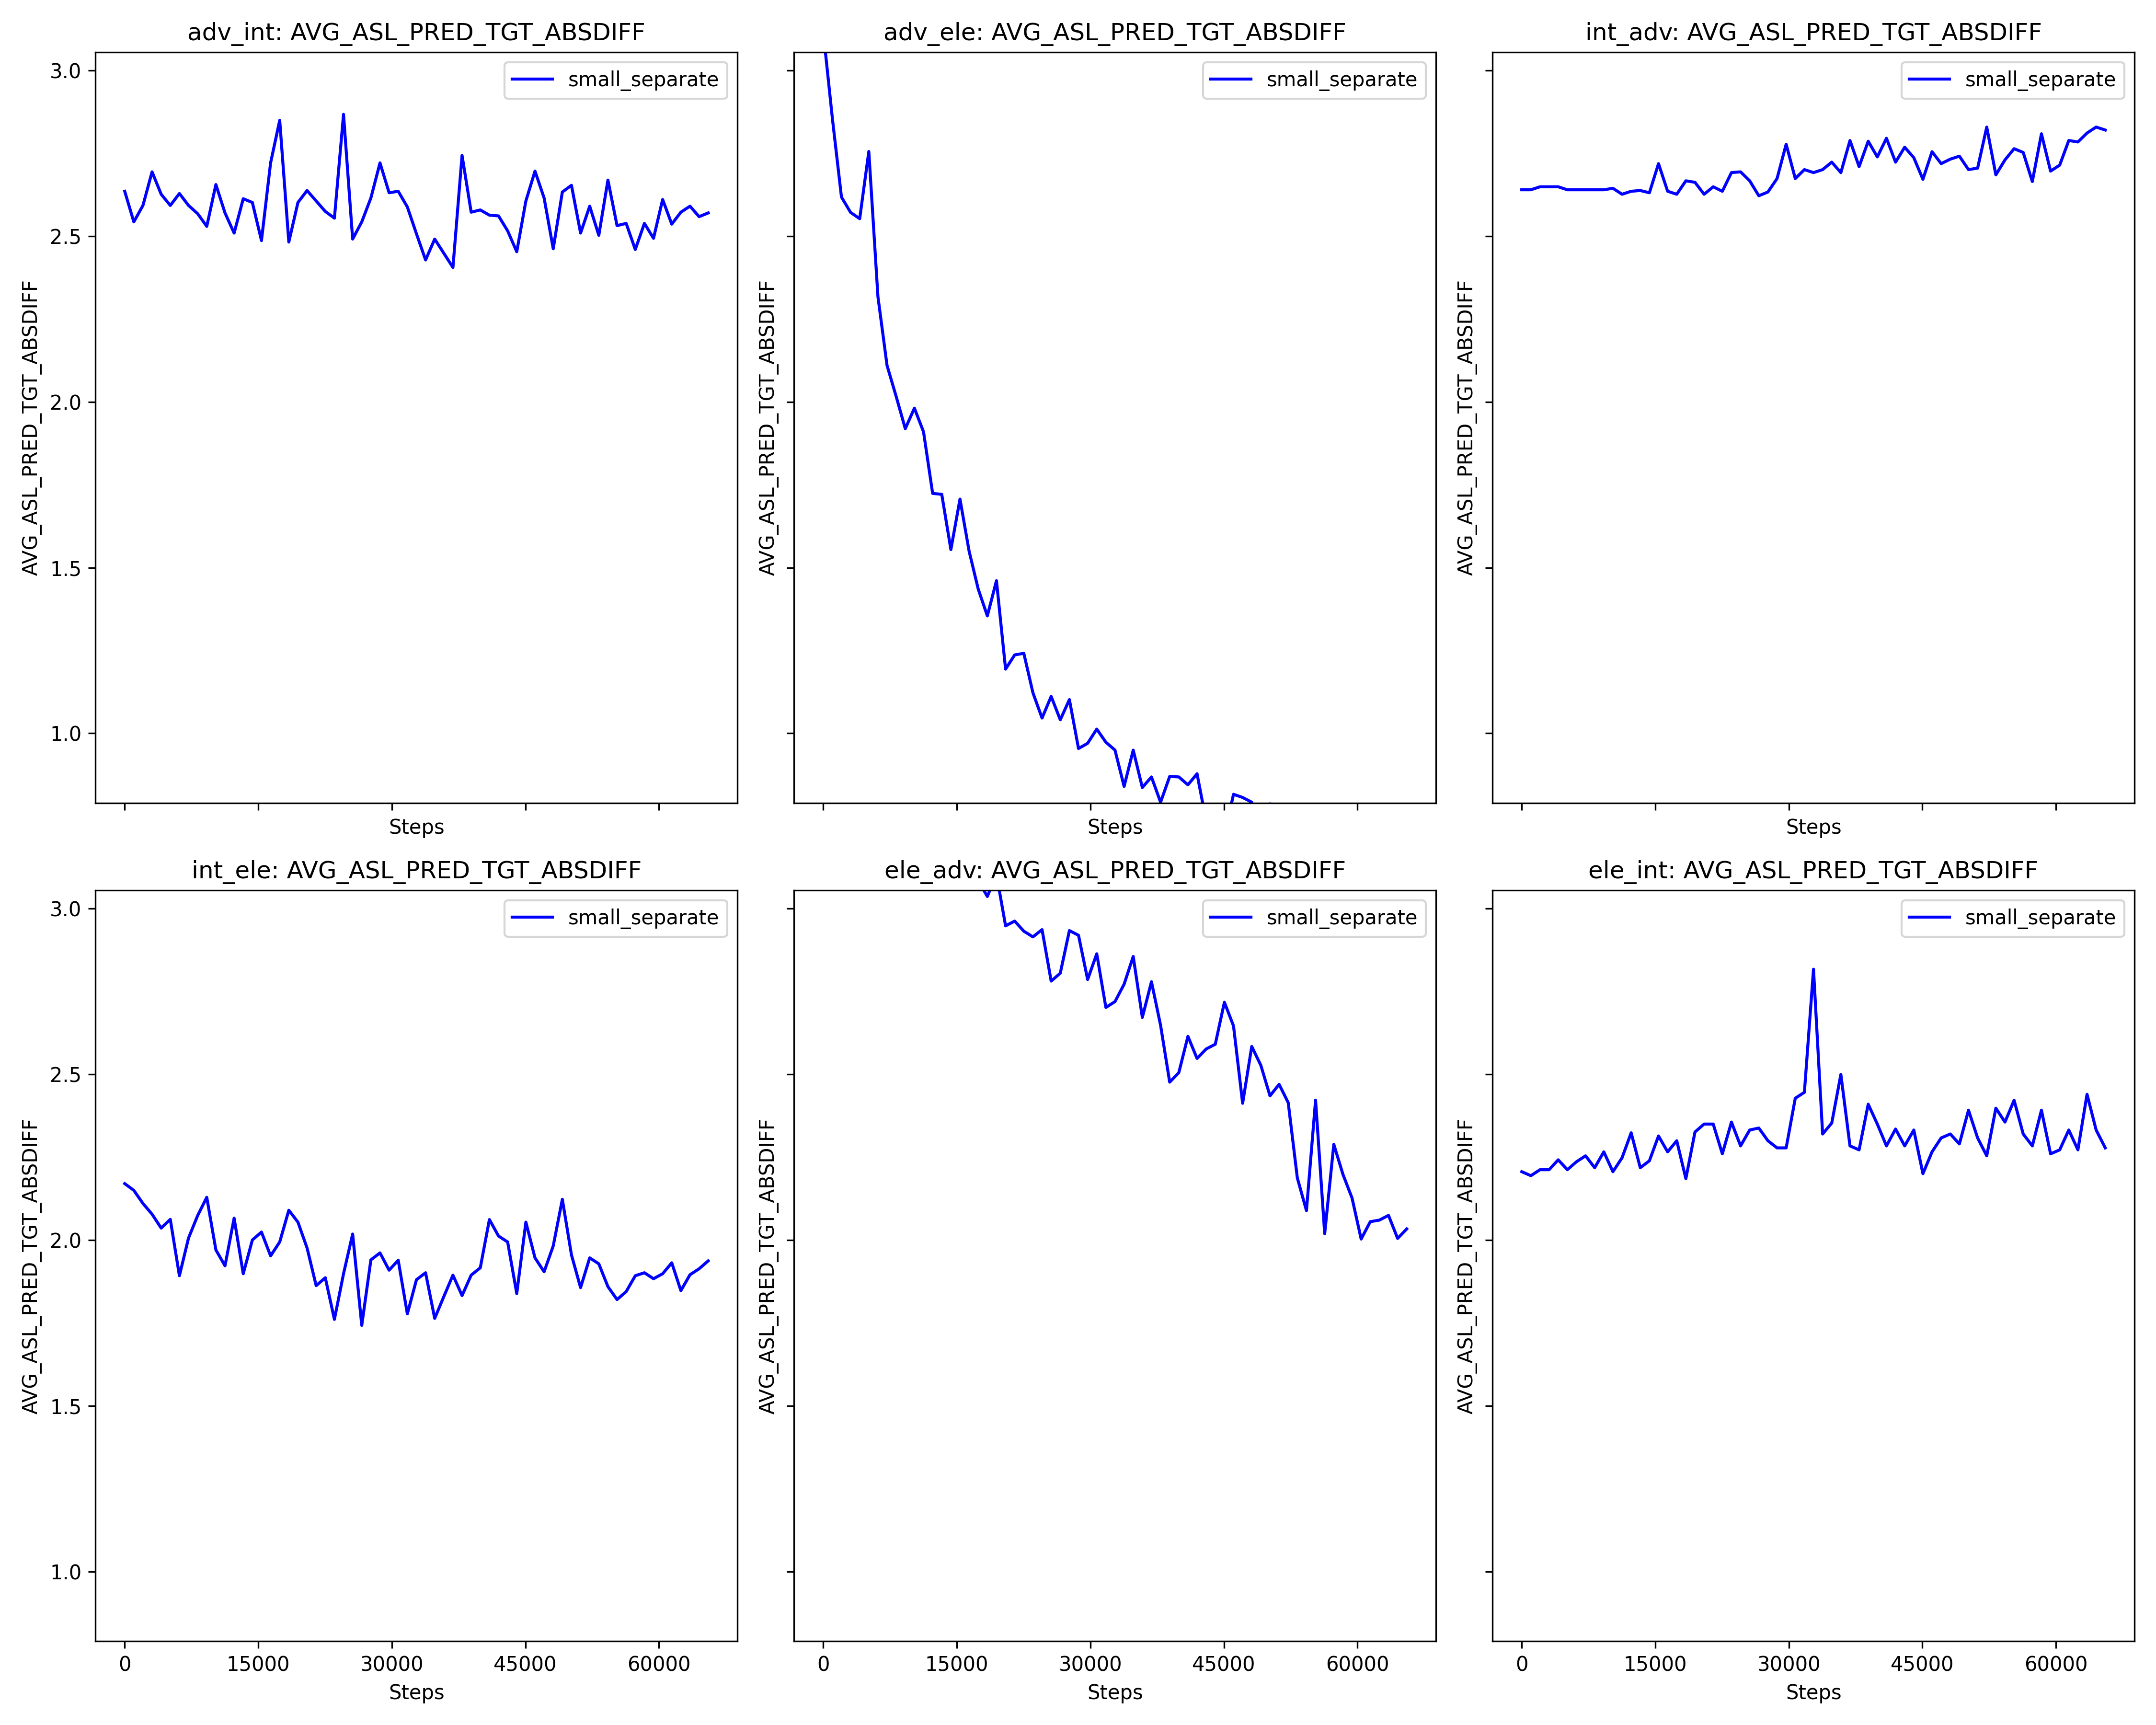 adv_int: AVG_ASL_PRED_TGT_ABSDIFF
adv_ele: AVG_ASL_PRED_TGT_ABSDIFF
int_adv: AVG_ASL_PRED_TGT_ABSDIFF
small_separate
small_separate
small_separate
3.0
2.5
2.0
1.5
1.0
AVG_ASL_PRED_TGT_ABSDIFF
AVG_ASL_PRED_TGT_ABSDIFF
AVG_ASL_PRED_TGT_ABSDIFF
Steps
Steps
Steps
int_ele: AVG_ASL_PRED_TGT_ABSDIFF
ele_adv: AVG_ASL_PRED_TGT_ABSDIFF
ele_int: AVG_ASL_PRED_TGT_ABSDIFF
small_separate
small_separate
small_separate
3.0
2.5
2.0
1.5
1.0
AVG_ASL_PRED_TGT_ABSDIFF
AVG_ASL_PRED_TGT_ABSDIFF
AVG_ASL_PRED_TGT_ABSDIFF
0 15000 30000 45000 60000
0 15000 30000 45000 60000
0 15000 30000 45000 60000
Steps
Steps
Steps